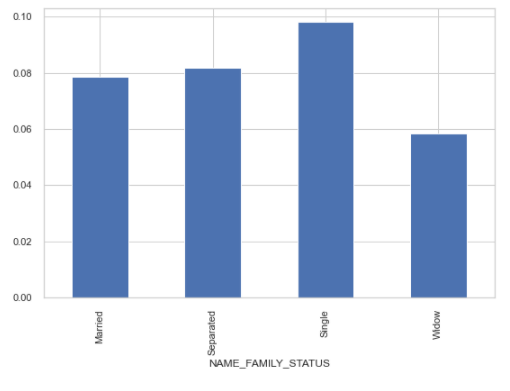 0.10
0.08
0.06
0.04
0.02
0.00
Married
Separated
Single
Widow
NAME_FAMILY_STATUS